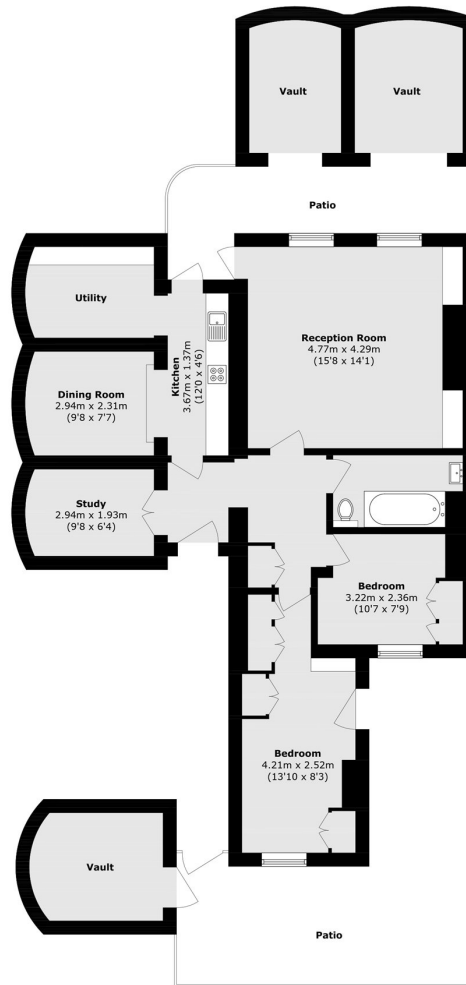 Vault
Vault
Patio
Utility
Kitchen
3.67m x 1.37m
(12'0 x 4'6)
Reception Room
4.77m x 4.29m
(15'8 x 14'1)
Dining Room
2.94m x 2.31m
(9'8 x 7'7)
Study
2.94m x 1.93m
(9'8 x 6'4)
Bedroom
3.22m x 2.36m
(10'7 x 7'9)
Bedroom
4.21m x 2.52m
(13'10 x 8'3)
Vault
Patio